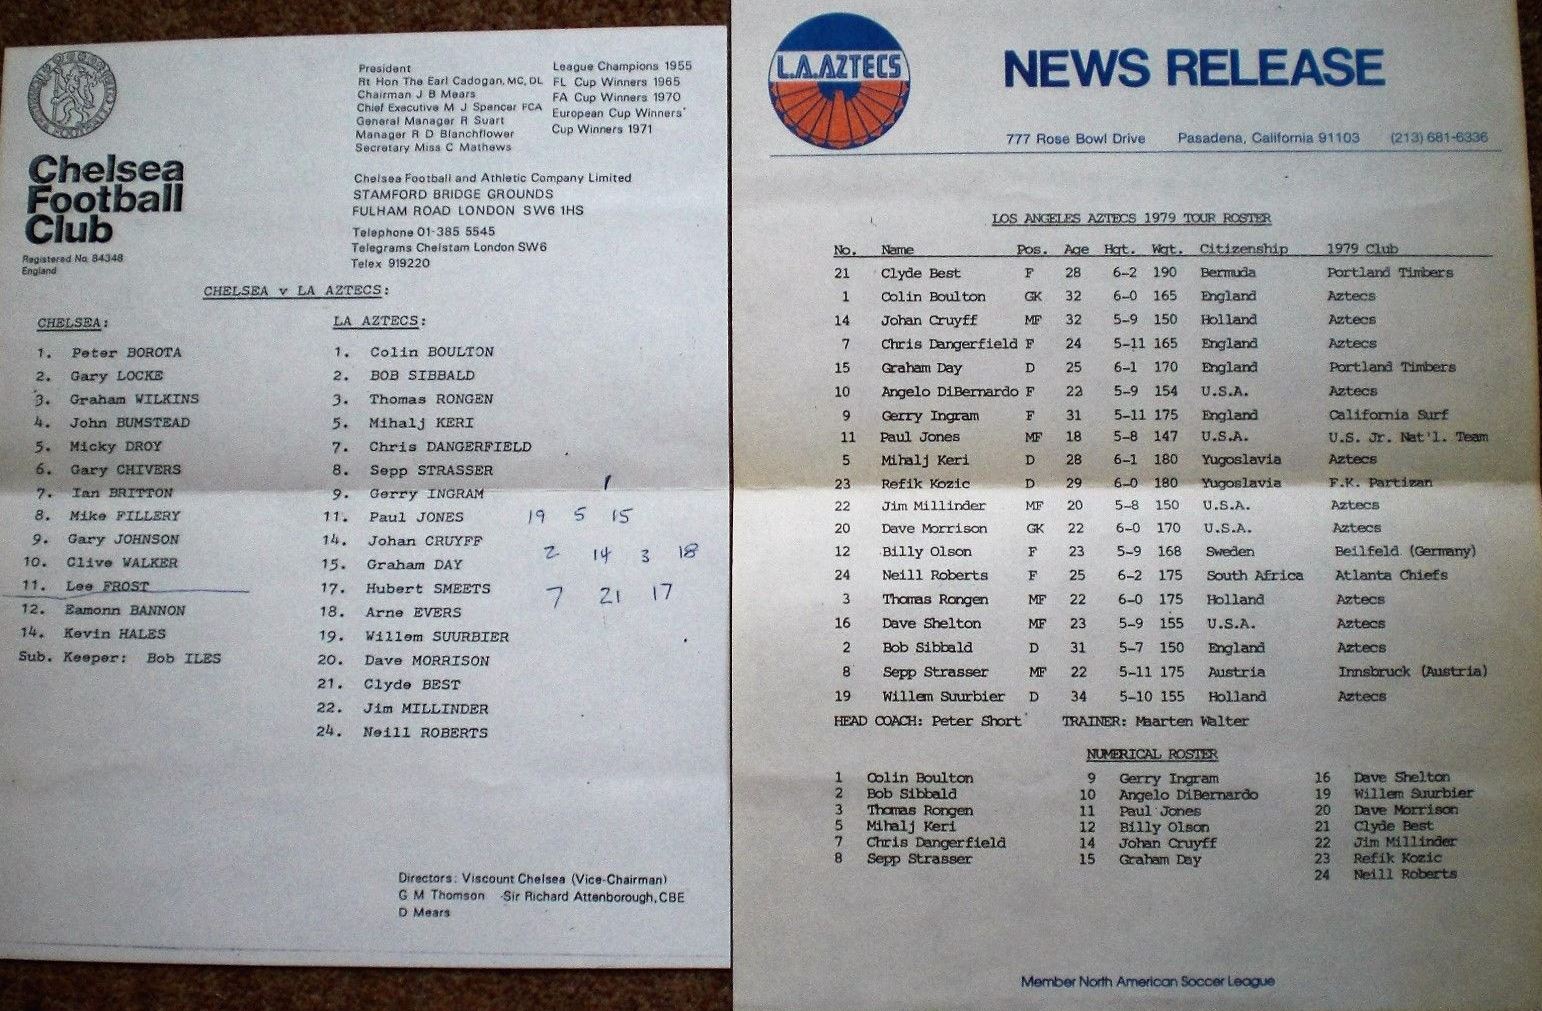 Chelsea
Football
Club
Registered No. 84348
England
President
Rt Hon The Earl Cadogan, MC, DL
Chairman J B Mears
Chief Executive M J Spencer FCA
General Manager R Suart
Manager R D Blanchflower
Secretary Miss C Mathews
League Champions 1955
FL Cup Winners 1965
FA Cup Winners 1970
European Cup Winners'
Cup Winners 1971
Chelsea Football and Athletic Company Limited
STAMFORD BRIDGE GROUNDS
FULHAM ROAD LONDON SW6 1HS
Telephone 01-385 5545
Telegrams Chelstam London SW6
Telex 919220
CHELSEA v LA AZTECS:
CHELSEA:
1. Peter BOROTA
2. Gary LOCKE
3. Graham WILKINS
4. John BUMSTEAD
5. Micky DROY
6. Gary CHIVERS
7. Ian BRITTON
8. Mike FILLERY
9. Gary JOHNSON
10. Clive WALKER
11. Lee FROST
12. Eamonn BANNON
14. Kevin HALES
Sub. Keeper: Bob ILES
LA AZTECS:
1. Colin BOULTON
2. BOB SIBBALD
3. Thomas RONGEN
5. Mihalj KERI
7. Chris DANGERFIELD
8. Sepp STRASSER
9. Gerry INGRAM
11. Paul JONES
14. Johan CRUYFF
15. Graham DAY
17. Hubert SMEETS
18. Arne EVERS
19. Willem SUURBIER
20. Dave MORRISON
21. Clyde BEST
22. Jim MILLINDER
24. Neill ROBERTS
1
19 5 15
2 14 3 18
7 21 17
Directors: Viscount Chelsea (Vice-Chairman)
G M Thomson Sir Richard Attenborough, CBE
D Mears
L.A.AZTECS
NEWS RELEASE
777 Rose Bowl Drive Pasadena, California 91103 (213) 681-6336
LOS ANGELES AZTECS 1979 TOUR ROSTER
No. Name Pos. Age Hgt. Wgt. Citizenship 1979 Club
21 Clyde Best F 28 6-2 190 Bermuda Portland Timbers
1 Colin Boulton GK 32 6-0 165 England Aztecs
14 Johan Cruyff MF 32 5-9 150 Holland Aztecs
7 Chris Dangerfield F 24 5-11 165 England Aztecs
15 Graham Day D 25 6-1 170 England Portland Timbers
10 Angelo DiBernardo F 22 5-9 154 U.S.A. Aztecs
9 Gerry Ingram F 31 5-11 175 England California Surf
11 Paul Jones MF 18 5-8 147 U.S.A. U.S. Jr. Nat'l. Team
5 Mihalj Keri D 28 6-1 180 Yugoslavia Aztecs
23 Refik Kozic D 29 6-0 180 Yugoslavia F.K. Partizan
22 Jim Millinder MF 20 5-8 150 U.S.A. Aztecs
20 Dave Morrison GK 22 6-0 170 U.S.A. Aztecs
12 Billy Olson F 23 5-9 168 Sweden Beilfeld (Germany)
24 Neill Roberts F 25 6-2 175 South Africa Atlanta Chiefs
3 Thomas Rongen MF 22 6-0 175 Holland Aztecs
16 Dave Shelton MF 23 5-9 155 U.S.A. Aztecs
2 Bob Sibbald D 31 5-7 150 England Aztecs
8 Sepp Strasser MF 22 5-11 175 Austria Innsbruck (Austria)
19 Willem Suurbier D 34 5-10 155 Holland Aztecs
HEAD COACH: Peter Short TRAINER: Maarten Walter
NUMERICAL ROSTER
1 Colin Boulton
2 Bob Sibbald
3 Thomas Rongen
5 Mihalj Keri
7 Chris Dangerfield
8 Sepp Strasser
9 Gerry Ingram
10 Angelo DiBernardo
11 Paul Jones
12 Billy Olson
14 Johan Cruyff
15 Graham Day
16 Dave Shelton
19 Willem Suurbier
20 Dave Morrison
21 Clyde Best
22 Jim Millinder
23 Refik Kozic
24 Neill Roberts
Member North American Soccer League